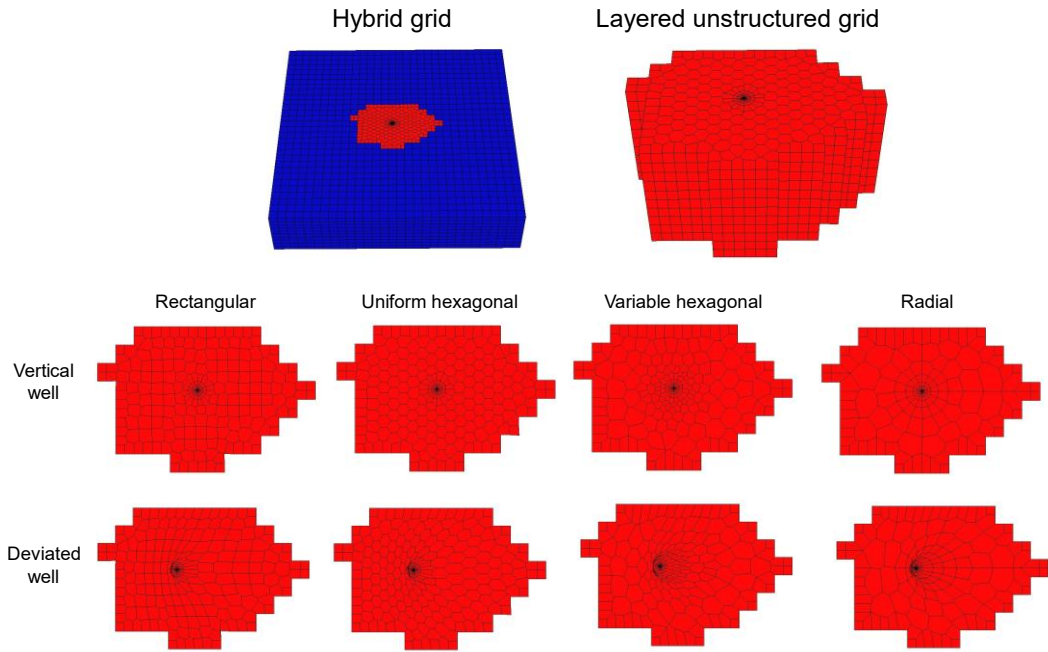 Hybrid grid
Layered unstructured grid
Rectangular
Uniform hexagonal
Variable hexagonal
Radial
Vertical
well
Deviated
well